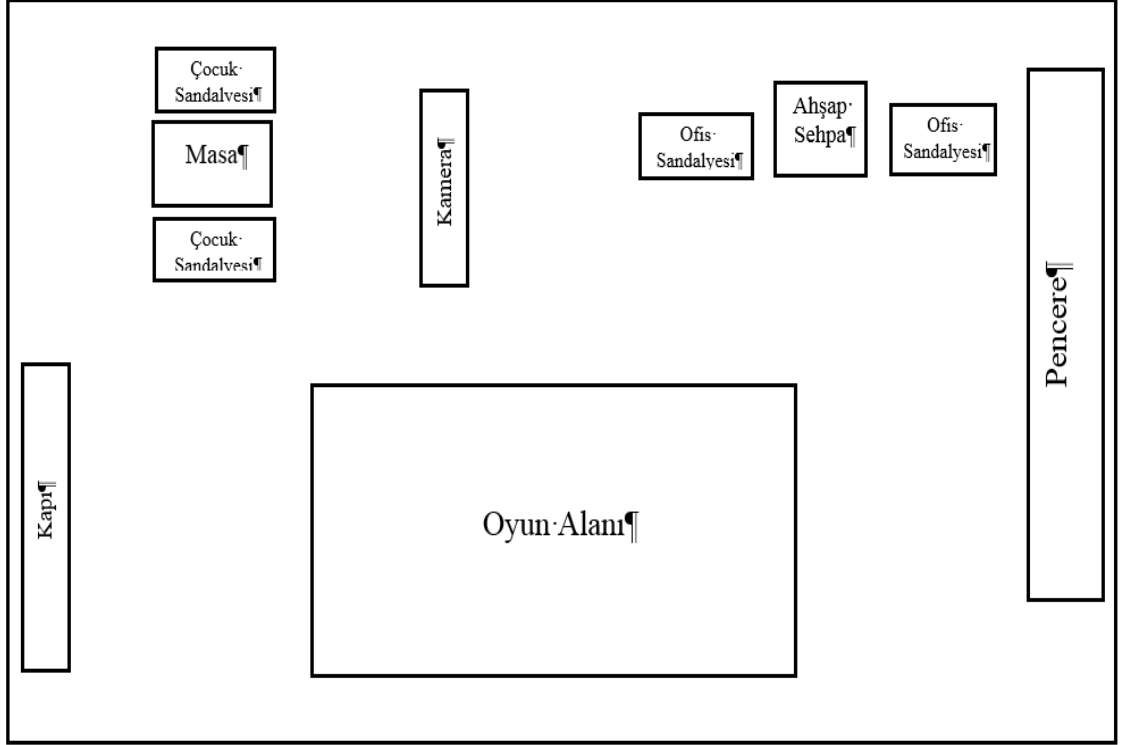 Çocuk·
Sandalyesi¶
Masa¶
Çocuk·
Sandalyesi¶
Kamera¶
Ofis·
Sandalyesi¶
Ahşap·
Sehpa¶
Ofis·
Sandalyesi¶
Pencere¶
Kapı¶
Oyun·Alanı¶